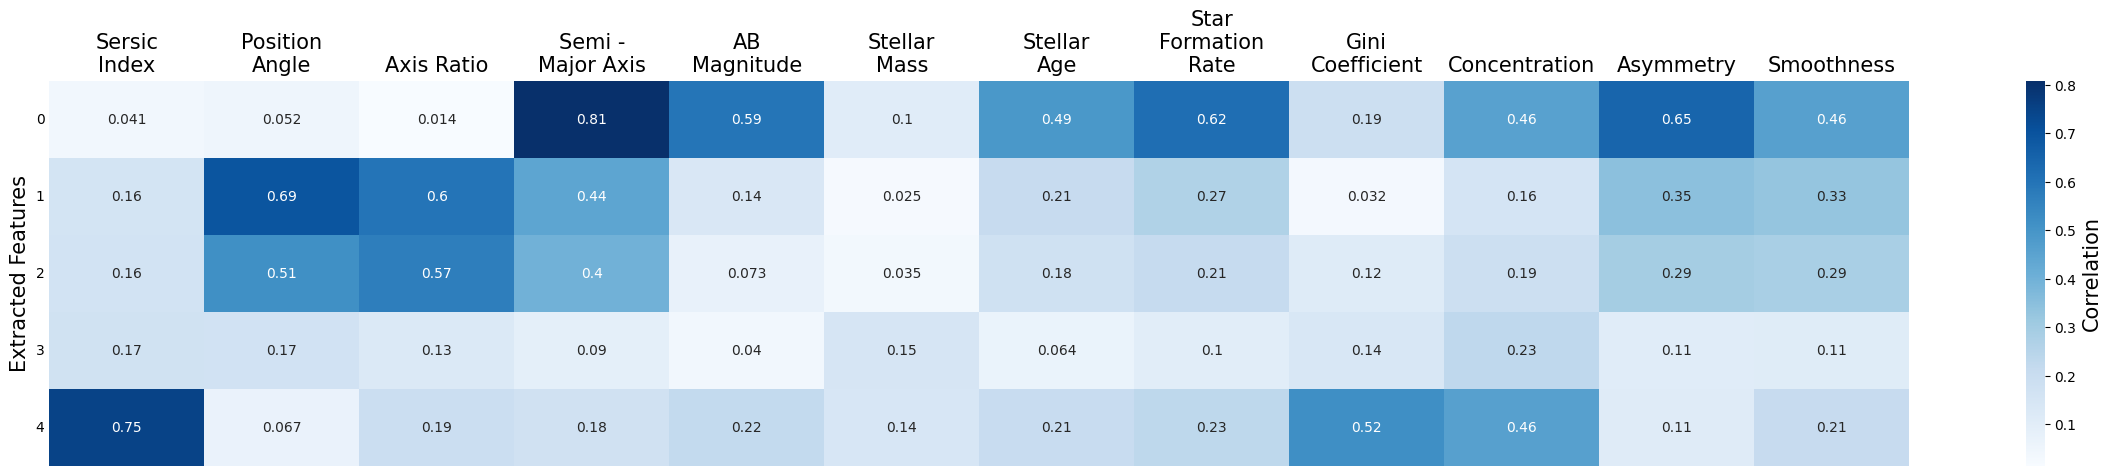 Star
Sersic Position Semi - AB Stellar Stellar Formation Gini
Index Angle Axis Ratio Major Axis Magnitude Mass Age Rate Coefficient Concentration Asymmetry Smoothness
0 0.041 0.052 0.014 0.81 0.59 0.1 0.49 0.62 0.19 0.46 0.65 0.46
1 0.16 0.69 0.6 0.44 0.14 0.025 0.21 0.27 0.032 0.16 0.35 0.33
2 0.16 0.51 0.57 0.4 0.073 0.035 0.18 0.21 0.12 0.19 0.29 0.29
3 0.17 0.17 0.13 0.09 0.04 0.15 0.064 0.1 0.14 0.23 0.11 0.11
4 0.75 0.067 0.19 0.18 0.22 0.14 0.21 0.23 0.52 0.46 0.11 0.21
Extracted Features
0.8
0.7
0.6
0.5
0.4
0.3
0.2
0.1
Correlation